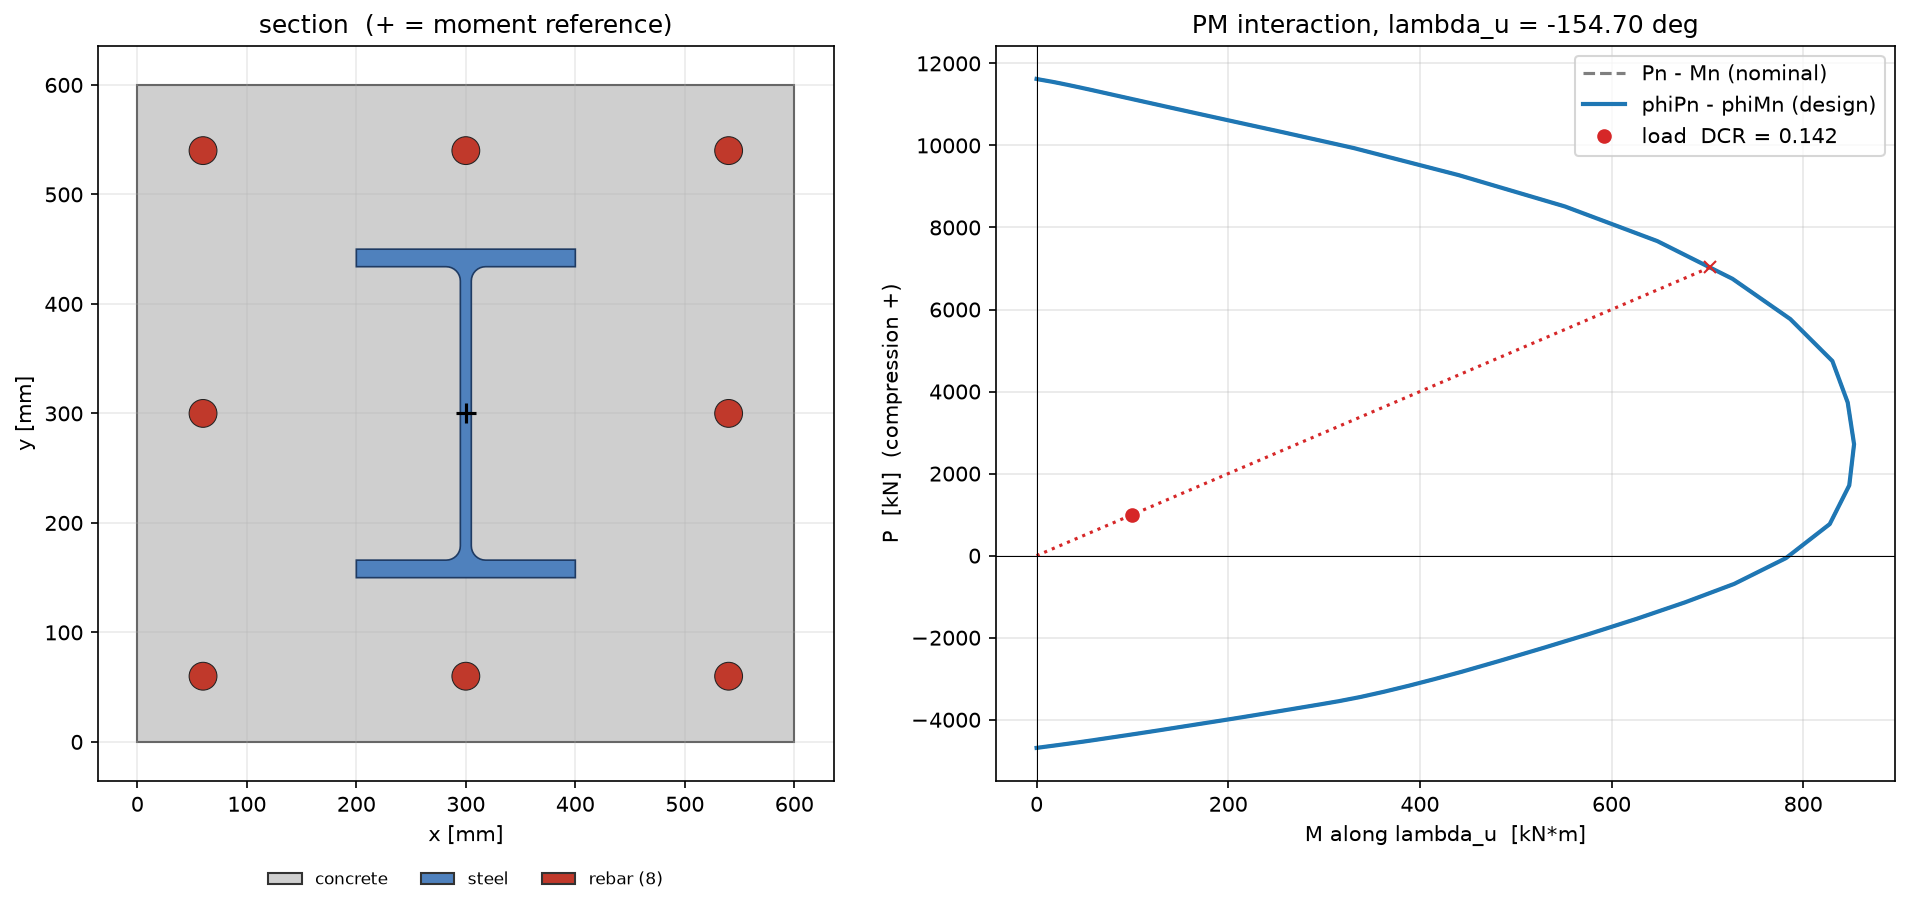 section  (+ = moment reference)
y [mm]
600
500
400
300
200
100
0
0 100 200 300 400 500 600
x [mm]
concrete steel rebar (8)
PM interaction, lambda_u = -154.70 deg
Pn - Mn (nominal)
phiPn - phiMn (design)
load  DCR = 0.142
P  [kN]  (compression +)
12000
10000
8000
6000
4000
2000
0
−2000
−4000
0 200 400 600 800
M along lambda_u  [kN*m]